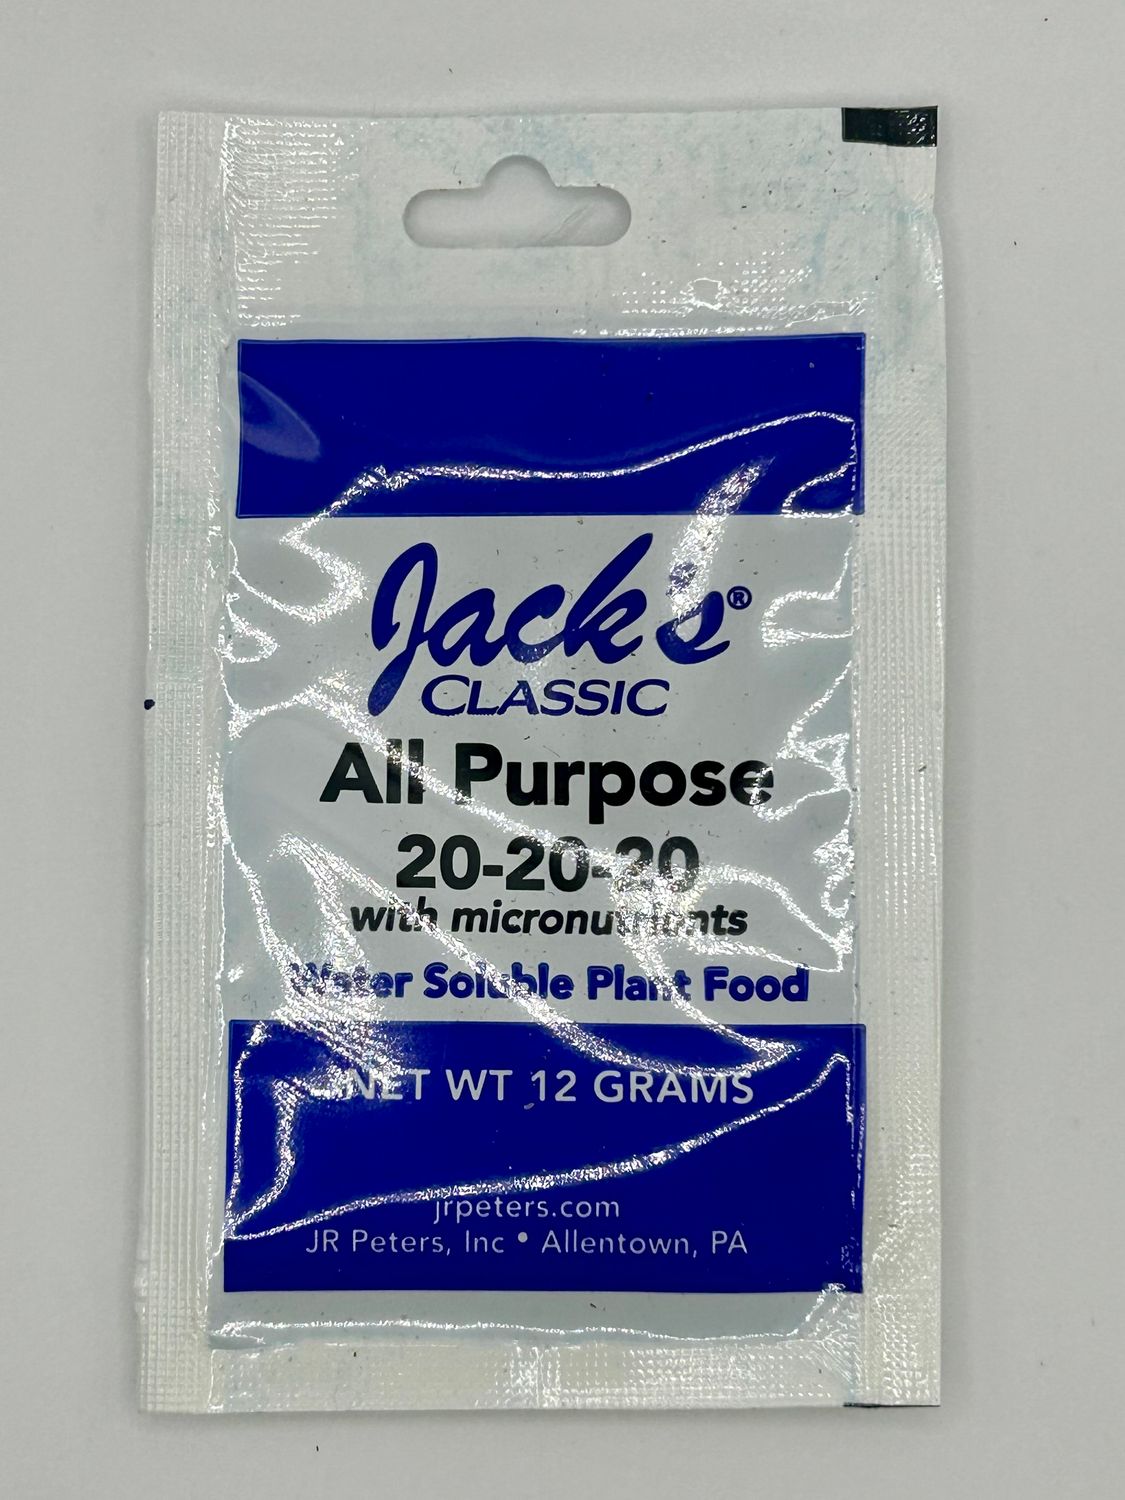 Jack's®
CLASSIC
All Purpose
20-20-20
with micronutrients
Water Soluble Plant Food
NET WT 12 GRAMS
jrpeters.com
JR Peters, Inc • Allentown, PA